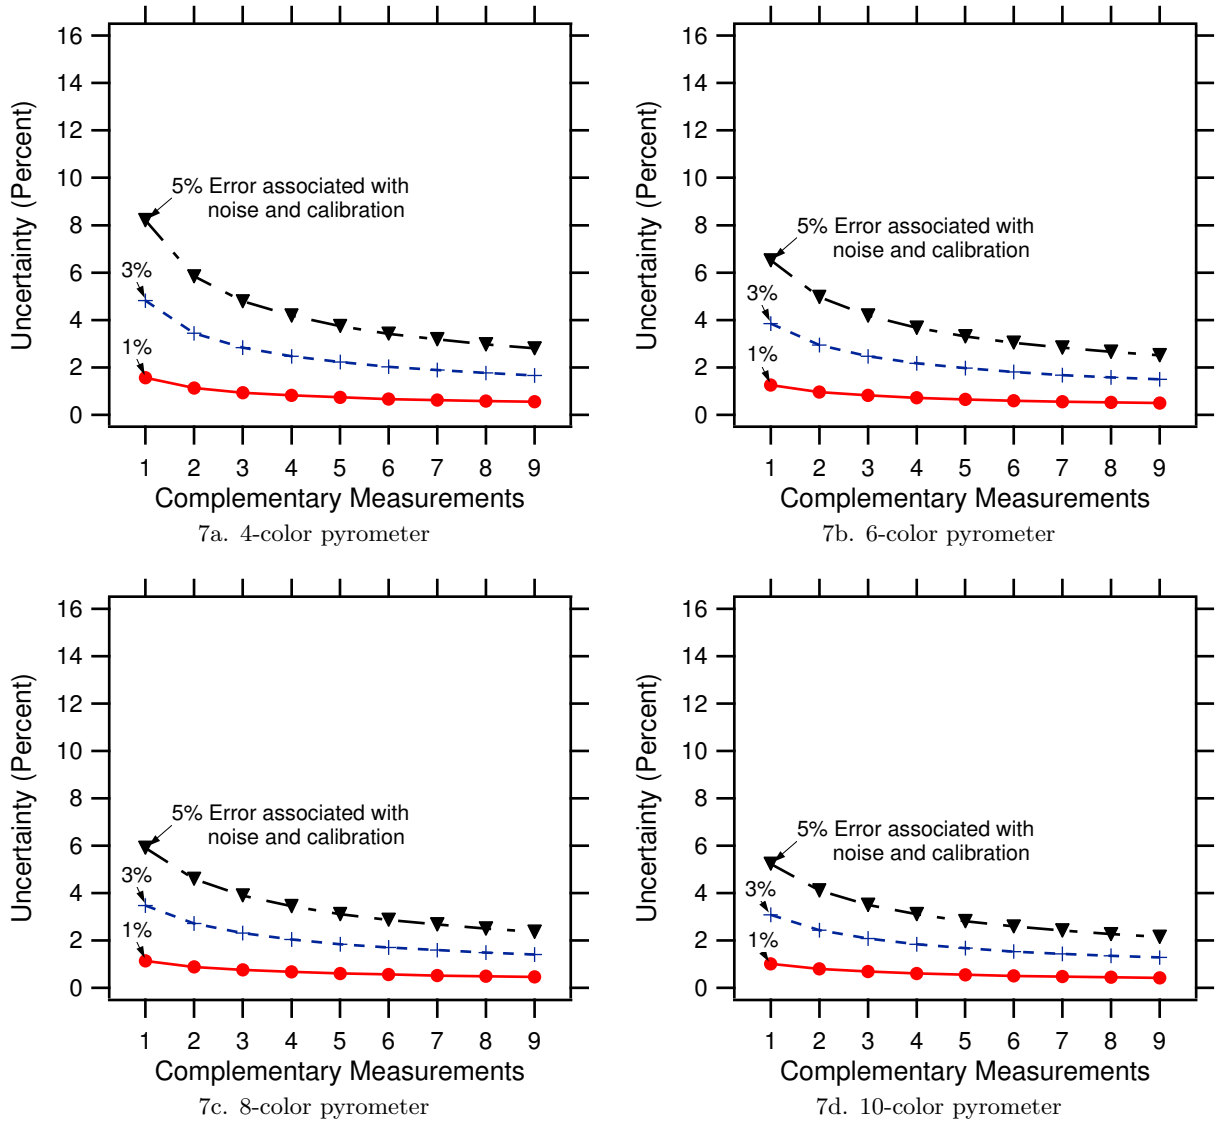 16
14
12
10
8
6
4
2
0
Uncertainty (Percent)
5% Error associated with
noise and calibration
3%
1%
1 2 3 4 5 6 7 8 9
Complementary Measurements
7a. 4-color pyrometer
16
14
12
10
8
6
4
2
0
Uncertainty (Percent)
5% Error associated with
noise and calibration
3%
1%
1 2 3 4 5 6 7 8 9
Complementary Measurements
7b. 6-color pyrometer
16
14
12
10
8
6
4
2
0
Uncertainty (Percent)
5% Error associated with
noise and calibration
3%
1%
1 2 3 4 5 6 7 8 9
Complementary Measurements
7c. 8-color pyrometer
16
14
12
10
8
6
4
2
0
Uncertainty (Percent)
5% Error associated with
noise and calibration
3%
1%
1 2 3 4 5 6 7 8 9
Complementary Measurements
7d. 10-color pyrometer